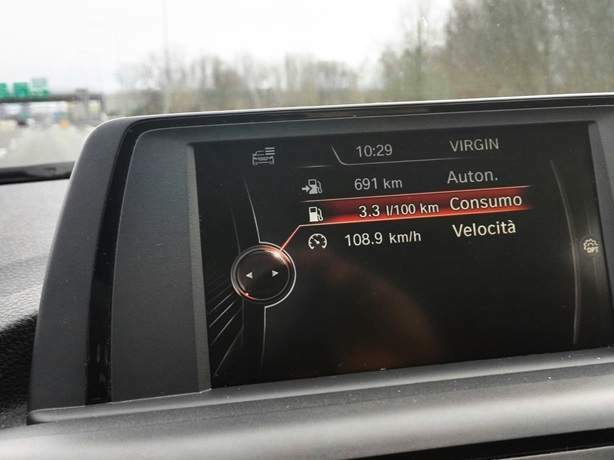 10:29 VIRGIN
691 km Auton.
3.3 l/100 km Consumo
108.9 km/h Velocità
OFF